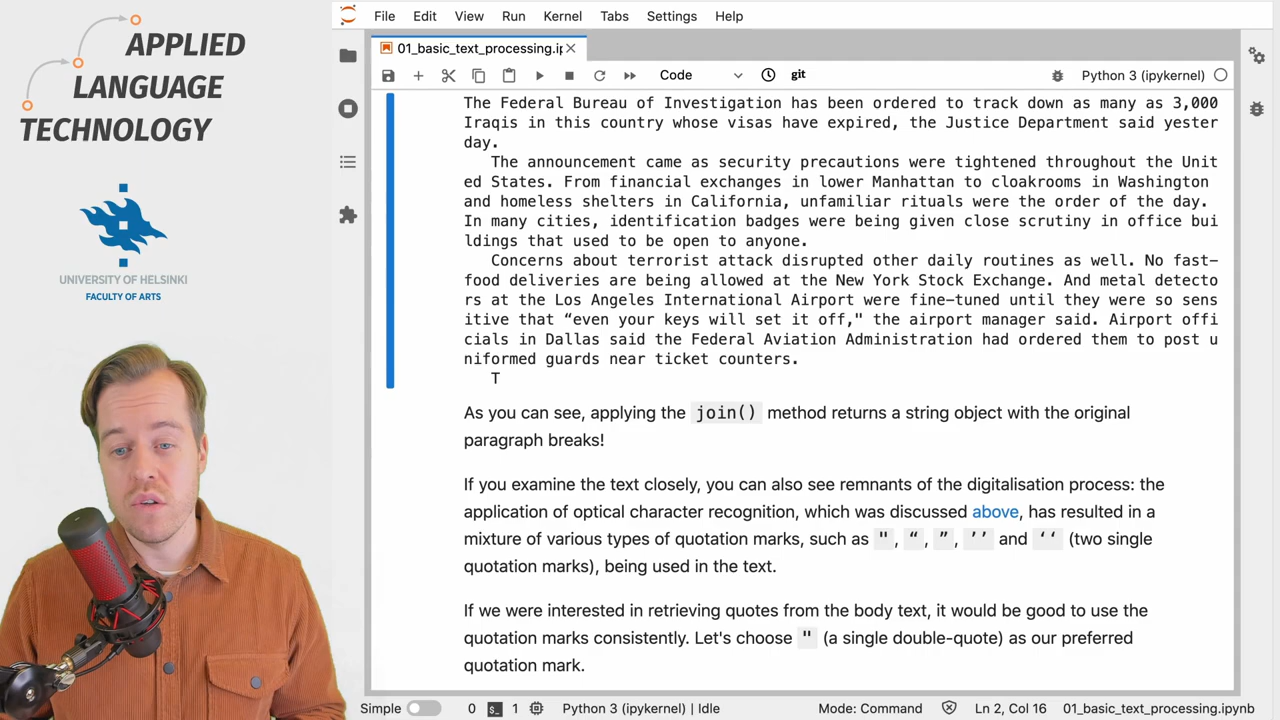 APPLIED
LANGUAGE
TECHNOLOGY
UNIVERSITY OF HELSINKI
FACULTY OF ARTS
File Edit View Run Kernel Tabs Settings Help
01_basic_text_processing.ip
Code
git
Python 3 (ipykernel)
The Federal Bureau of Investigation has been ordered to track down as many as 3,000
Iraqis in this country whose visas have expired, the Justice Department said yester
day.
The announcement came as security precautions were tightened throughout the Unit
ed States. From financial exchanges in lower Manhattan to cloakrooms in Washington
and homeless shelters in California, unfamiliar rituals were the order of the day.
In many cities, identification badges were being given close scrutiny in office bui
ldings that used to be open to anyone.
Concerns about terrorist attack disrupted other daily routines as well. No fast-
food deliveries are being allowed at the New York Stock Exchange. And metal detecto
rs at the Los Angeles International Airport were fine-tuned until they were so sens
itive that “even your keys will set it off," the airport manager said. Airport offi
cials in Dallas said the Federal Aviation Administration had ordered them to post u
niformed guards near ticket counters.
T
As you can see, applying the join() method returns a string object with the original
paragraph breaks!
If you examine the text closely, you can also see remnants of the digitalisation process: the
application of optical character recognition, which was discussed above, has resulted in a
mixture of various types of quotation marks, such as ", “, ”, ’’ and ‘‘ (two single
quotation marks), being used in the text.
If we were interested in retrieving quotes from the body text, it would be good to use the
quotation marks consistently. Let's choose " (a single double-quote) as our preferred
quotation mark.
Simple 0 1 Python 3 (ipykernel) | Idle Mode: Command Ln 2, Col 16 01_basic_text_processing.ipynb